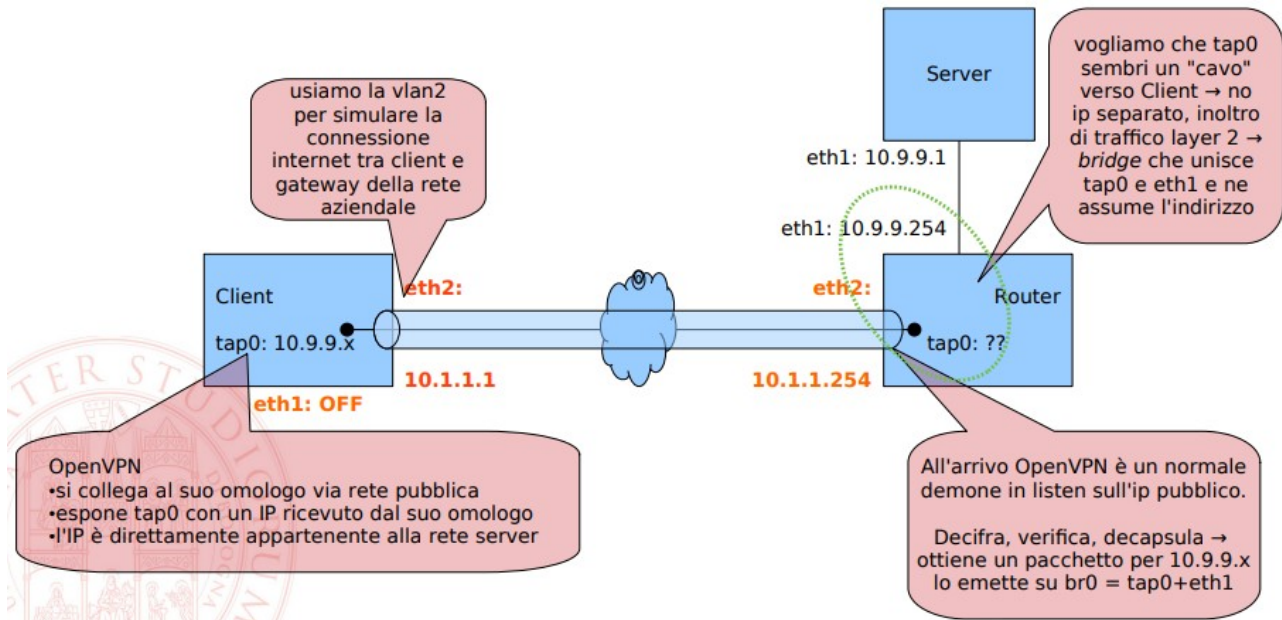 usiamo la vlan2
per simulare la
connessione
internet tra client e
gateway della rete
aziendale
Server
vogliamo che tap0
sembri un "cavo"
verso Client → no
ip separato, inoltro
di traffico layer 2 →
bridge che unisce
tap0 e eth1 e ne
assume l'indirizzo
eth1: 10.9.9.1
eth1: 10.9.9.254
Client
tap0: 10.9.9.x
eth2:
10.1.1.1
eth1: OFF
eth2:
10.1.1.254
Router
tap0: ??
OpenVPN
•si collega al suo omologo via rete pubblica
•espone tap0 con un IP ricevuto dal suo omologo
•l'IP è direttamente appartenente alla rete server
All'arrivo OpenVPN è un normale
demone in listen sull'ip pubblico.
Decifra, verifica, decapsula →
ottiene un pacchetto per 10.9.9.x
lo emette su br0 = tap0+eth1